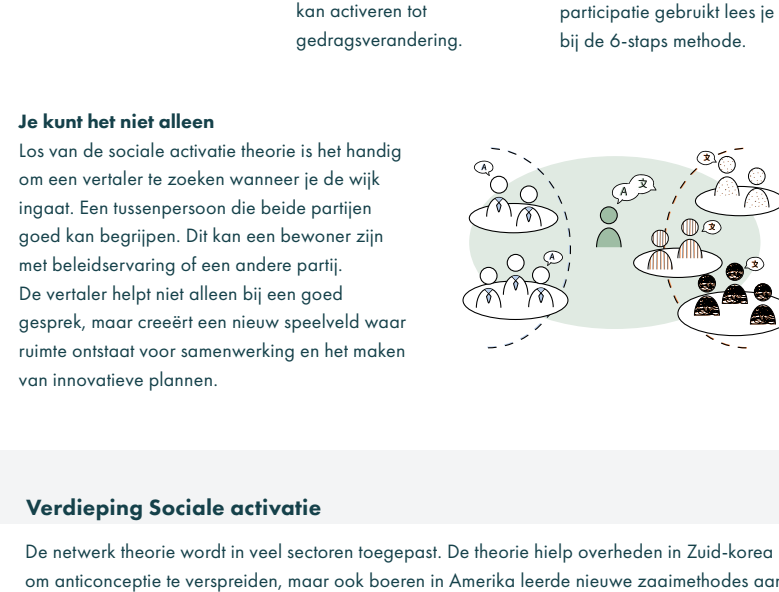 kan activeren tot
gedragsverandering.
participatie gebruikt lees je
bij de 6-staps methode.
Je kunt het niet alleen
Los van de sociale activatie theorie is het handig
om een vertaler te zoeken wanneer je de wijk
ingaat. Een tussenpersoon die beide partijen
goed kan begrijpen. Dit kan een bewoner zijn
met beleidservaring of een andere partij.
De vertaler helpt niet alleen bij een goed
gesprek, maar creeërt een nieuw speelveld waar
ruimte ontstaat voor samenwerking en het maken
van innovatieve plannen.
A
A
A 文
文
文
文
Verdieping Sociale activatie
De netwerk theorie wordt in veel sectoren toegepast. De theorie hielp overheden in Zuid-korea
om anticonceptie te verspreiden, maar ook boeren in Amerika leerde nieuwe zaaimethodes aan